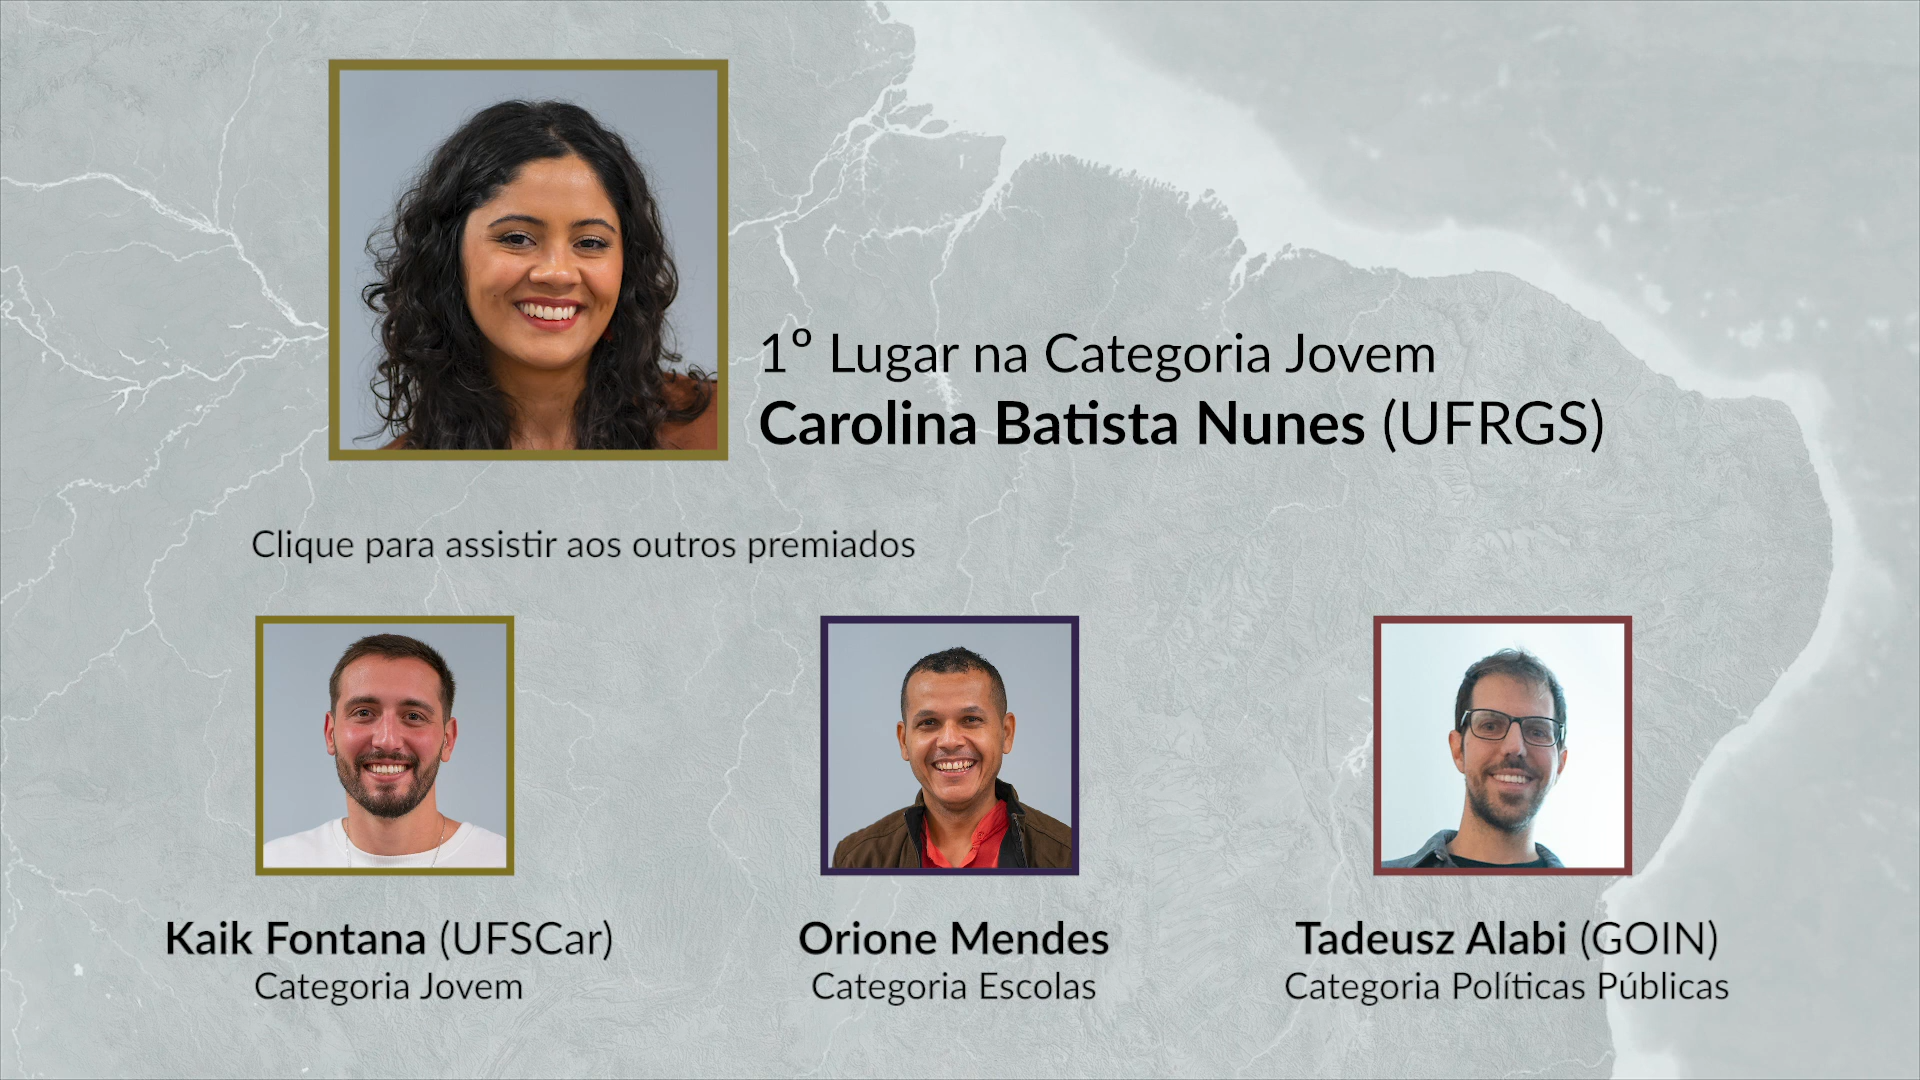 1º Lugar na Categoria Jovem
Carolina Batista Nunes (UFRGS)
Clique para assistir aos outros premiados
Kaik Fontana (UFSCar)
Categoria Jovem
Orione Mendes
Categoria Escolas
Tadeusz Alabi (GOIN)
Categoria Políticas Públicas